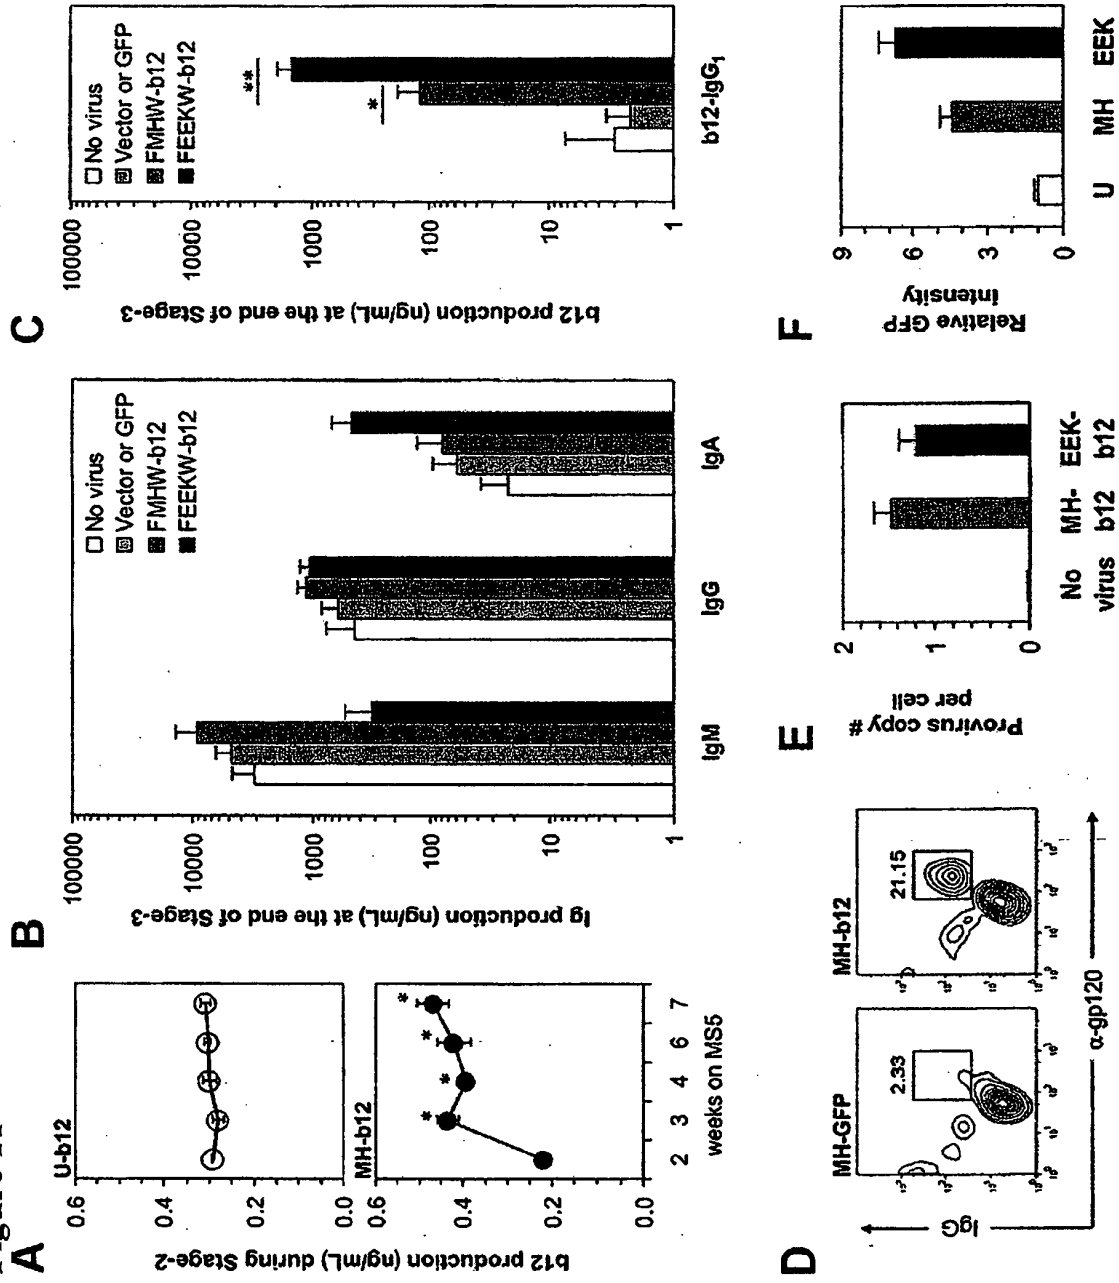 A
U-b12
0.6
0.4
0.2
0.0
MH-b12
0.6
0.4
0.2
0.0
*
*
*
*
2
3
4
6
7
weeks on MS5
b12 production (ng/mL) during Stage-2
B
Ig production (ng/mL) at the end of Stage-3
100000
10000
1000
100
10
1
No virus
Vector or GFP
FMHW-b12
FEEKW-b12
IgM
IgG
IgA
C
b12 production (ng/mL) at the end of Stage-3
100000
10000
1000
100
10
1
No virus
Vector or GFP
FMHW-b12
FEEKW-b12
**
*
b12-IgG1
D
MH-GFP
2.33
MH-b12
21.15
IgG
α-gp120
E
Provirus copy #
per cell
2
1
0
No
virus
MH-
b12
EEK-
b12
F
Relative GFP
intensity
9
6
3
0
U
MH
EEK